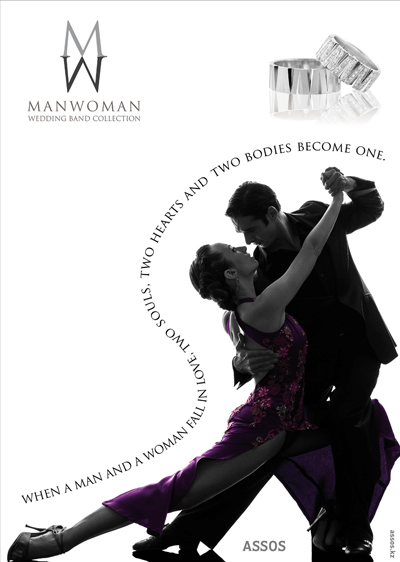 MW
MANWOMAN
WEDDING BAND COLLECTION
WHEN A MAN AND A WOMAN FALL IN LOVE, TWO SOULS, TWO HEARTS AND TWO BODIES BECOME ONE.
ASSOS
assos.kz